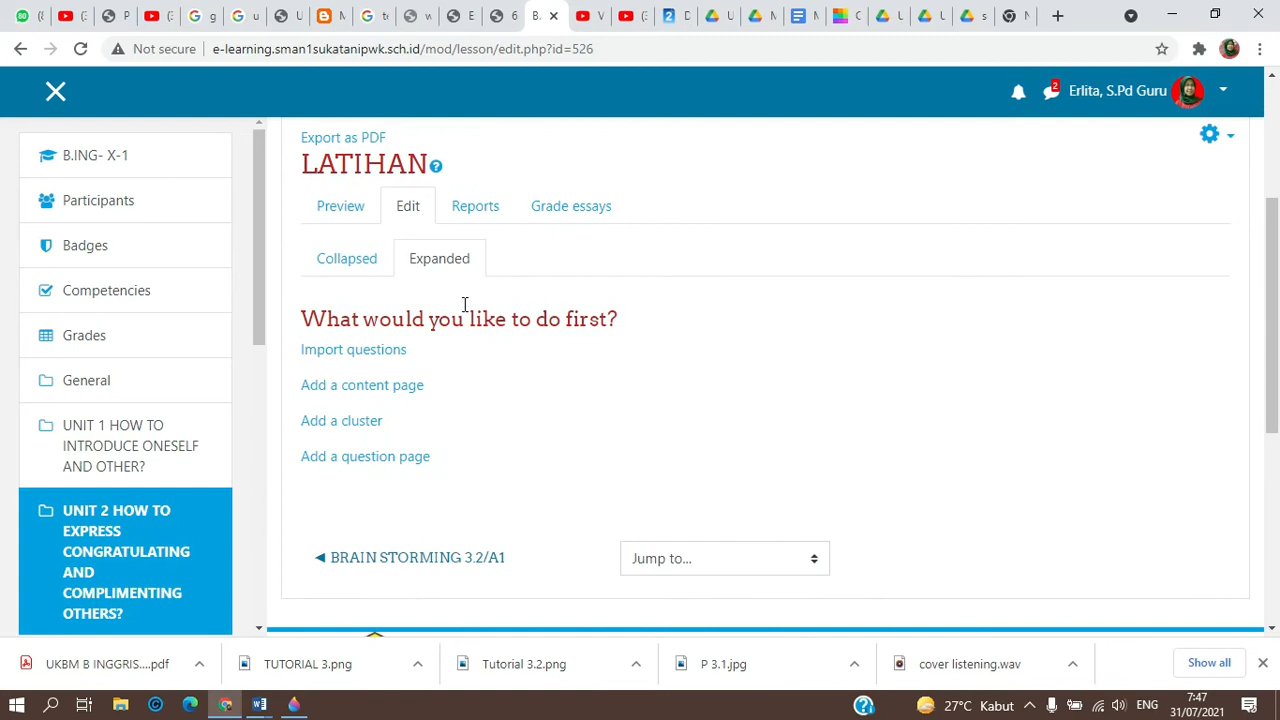 B.
Not secure
e-learning.sman1sukatanipwk.sch.id/mod/lesson/edit.php?id=526
2
Erlita, S.Pd Guru
B.ING- X-1
Participants
Badges
Competencies
Grades
General
UNIT 1 HOW TO
INTRODUCE ONESELF
AND OTHER?
UNIT 2 HOW TO
EXPRESS
CONGRATULATING
AND
COMPLIMENTING
OTHERS?
Export as PDF
LATIHAN
Preview
Edit
Reports
Grade essays
Collapsed
Expanded
What would you like to do first?
Import questions
Add a content page
Add a cluster
Add a question page
◄ BRAIN STORMING 3.2/A1
Jump to...
UKBM B INGGRIS....pdf
TUTORIAL 3.png
Tutorial 3.2.png
P 3.1.jpg
cover listening.wav
Show all
27°C Kabut
ENG
7:47
31/07/2021